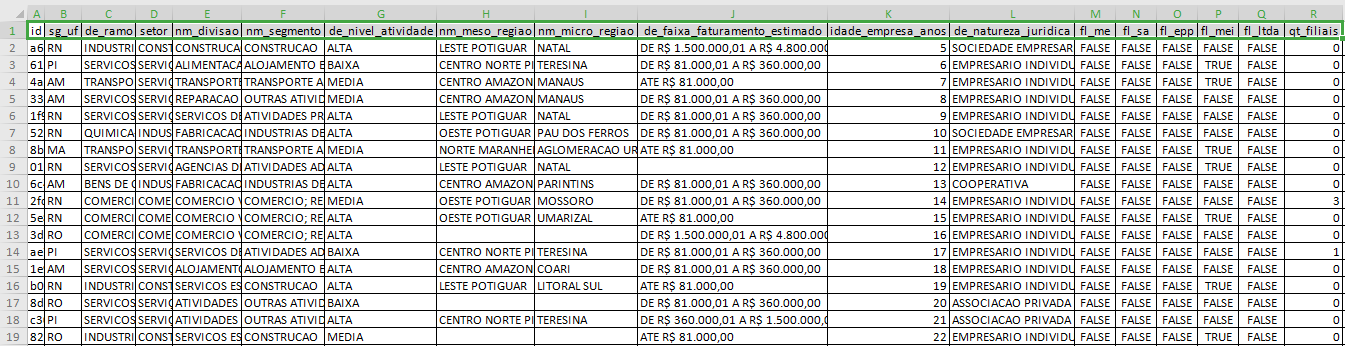 A B C D E F G H I J K L M N O P Q R
1 id sg_uf de_ramo setor nm_divisao nm_segmento de_nivel_atividade nm_meso_regiao nm_micro_regiao de_faixa_faturamento_estimado idade_empresa_anos de_natureza_juridica fl_me fl_sa fl_epp fl_mei fl_ltda qt_filiais
2 a6 RN INDUSTRI CONST CONSTRUCA CONSTRUCAO ALTA LESTE POTIGUAR NATAL DE R$ 1.500.000,01 A R$ 4.800.000 5 SOCIEDADE EMPRESAR FALSE FALSE FALSE FALSE FALSE 0
3 61 PI SERVICOS SERVIÇ ALIMENTACA ALOJAMENTO E BAIXA CENTRO NORTE PI TERESINA DE R$ 81.000,01 A R$ 360.000,00 6 EMPRESARIO INDIVIDU FALSE FALSE FALSE TRUE FALSE 0
4 4a AM TRANSPO SERVIÇ TRANSPORTE TRANSPORTE A MEDIA CENTRO AMAZON MANAUS ATE R$ 81.000,00 7 EMPRESARIO INDIVIDU FALSE FALSE FALSE TRUE FALSE 0
5 33 AM SERVICOS SERVIÇ REPARACAO OUTRAS ATIVID MEDIA CENTRO AMAZON MANAUS DE R$ 81.000,01 A R$ 360.000,00 8 EMPRESARIO INDIVIDU FALSE FALSE FALSE FALSE FALSE 0
6 1f9 RN SERVICOS SERVIÇ SERVICOS DE ATIVIDADES PR ALTA LESTE POTIGUAR NATAL DE R$ 81.000,01 A R$ 360.000,00 9 EMPRESARIO INDIVIDU FALSE FALSE FALSE FALSE FALSE 0
7 52 RN QUIMICA INDUS FABRICACAO INDUSTRIAS DE ALTA OESTE POTIGUAR PAU DOS FERROS DE R$ 81.000,01 A R$ 360.000,00 10 SOCIEDADE EMPRESAR FALSE FALSE FALSE FALSE FALSE 0
8 8b MA TRANSPO SERVIÇ TRANSPORTE TRANSPORTE A MEDIA NORTE MARANHE AGLOMERACAO UR ATE R$ 81.000,00 11 EMPRESARIO INDIVIDU FALSE FALSE FALSE TRUE FALSE 0
9 01 RN SERVICOS SERVIÇ AGENCIAS DE ATIVIDADES AD ALTA LESTE POTIGUAR NATAL 12 EMPRESARIO INDIVIDU FALSE FALSE FALSE TRUE FALSE 0
10 6c AM BENS DE C INDUS FABRICACAO INDUSTRIAS DE ALTA CENTRO AMAZON PARINTINS DE R$ 81.000,01 A R$ 360.000,00 13 COOPERATIVA FALSE FALSE FALSE FALSE FALSE 0
11 2fd RN COMERCI COME COMERCIO V COMERCIO; RE MEDIA OESTE POTIGUAR MOSSORO DE R$ 81.000,01 A R$ 360.000,00 14 EMPRESARIO INDIVIDU FALSE FALSE FALSE FALSE FALSE 3
12 5e RN COMERCI COME COMERCIO V COMERCIO; RE ALTA OESTE POTIGUAR UMARIZAL ATE R$ 81.000,00 15 EMPRESARIO INDIVIDU FALSE FALSE FALSE TRUE FALSE 0
13 3d RO COMERCI COME COMERCIO V COMERCIO; RE ALTA DE R$ 1.500.000,01 A R$ 4.800.000 16 EMPRESARIO INDIVIDU FALSE FALSE FALSE FALSE FALSE 0
14 ae PI SERVICOS SERVIÇ SERVICOS DE ATIVIDADES AD BAIXA CENTRO NORTE PI TERESINA DE R$ 81.000,01 A R$ 360.000,00 17 EMPRESARIO INDIVIDU FALSE FALSE FALSE FALSE FALSE 1
15 1e AM SERVICOS SERVIÇ ALOJAMENTO ALOJAMENTO E ALTA CENTRO AMAZON COARI DE R$ 81.000,01 A R$ 360.000,00 18 EMPRESARIO INDIVIDU FALSE FALSE FALSE FALSE FALSE 0
16 b0 RN INDUSTRI CONST SERVICOS ES CONSTRUCAO ALTA LESTE POTIGUAR LITORAL SUL ATE R$ 81.000,00 19 EMPRESARIO INDIVIDU FALSE FALSE FALSE TRUE FALSE 0
17 8d RO SERVICOS SERVIÇ ATIVIDADES OUTRAS ATIVID BAIXA DE R$ 81.000,01 A R$ 360.000,00 20 ASSOCIACAO PRIVADA FALSE FALSE FALSE FALSE FALSE 0
18 c30 PI SERVICOS SERVIÇ ATIVIDADES OUTRAS ATIVID ALTA CENTRO NORTE PI TERESINA DE R$ 360.000,01 A R$ 1.500.000,0 21 ASSOCIACAO PRIVADA FALSE FALSE FALSE FALSE FALSE 0
19 82 RO INDUSTRI CONST SERVICOS ES CONSTRUCAO MEDIA ATE R$ 81.000,00 22 EMPRESARIO INDIVIDU FALSE FALSE FALSE TRUE FALSE 0